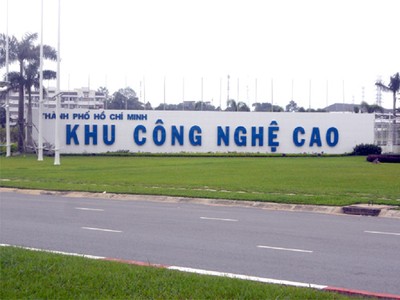 THÀNH PHỐ HỒ CHÍ MINH
KHU CÔNG NGHỆ CAO